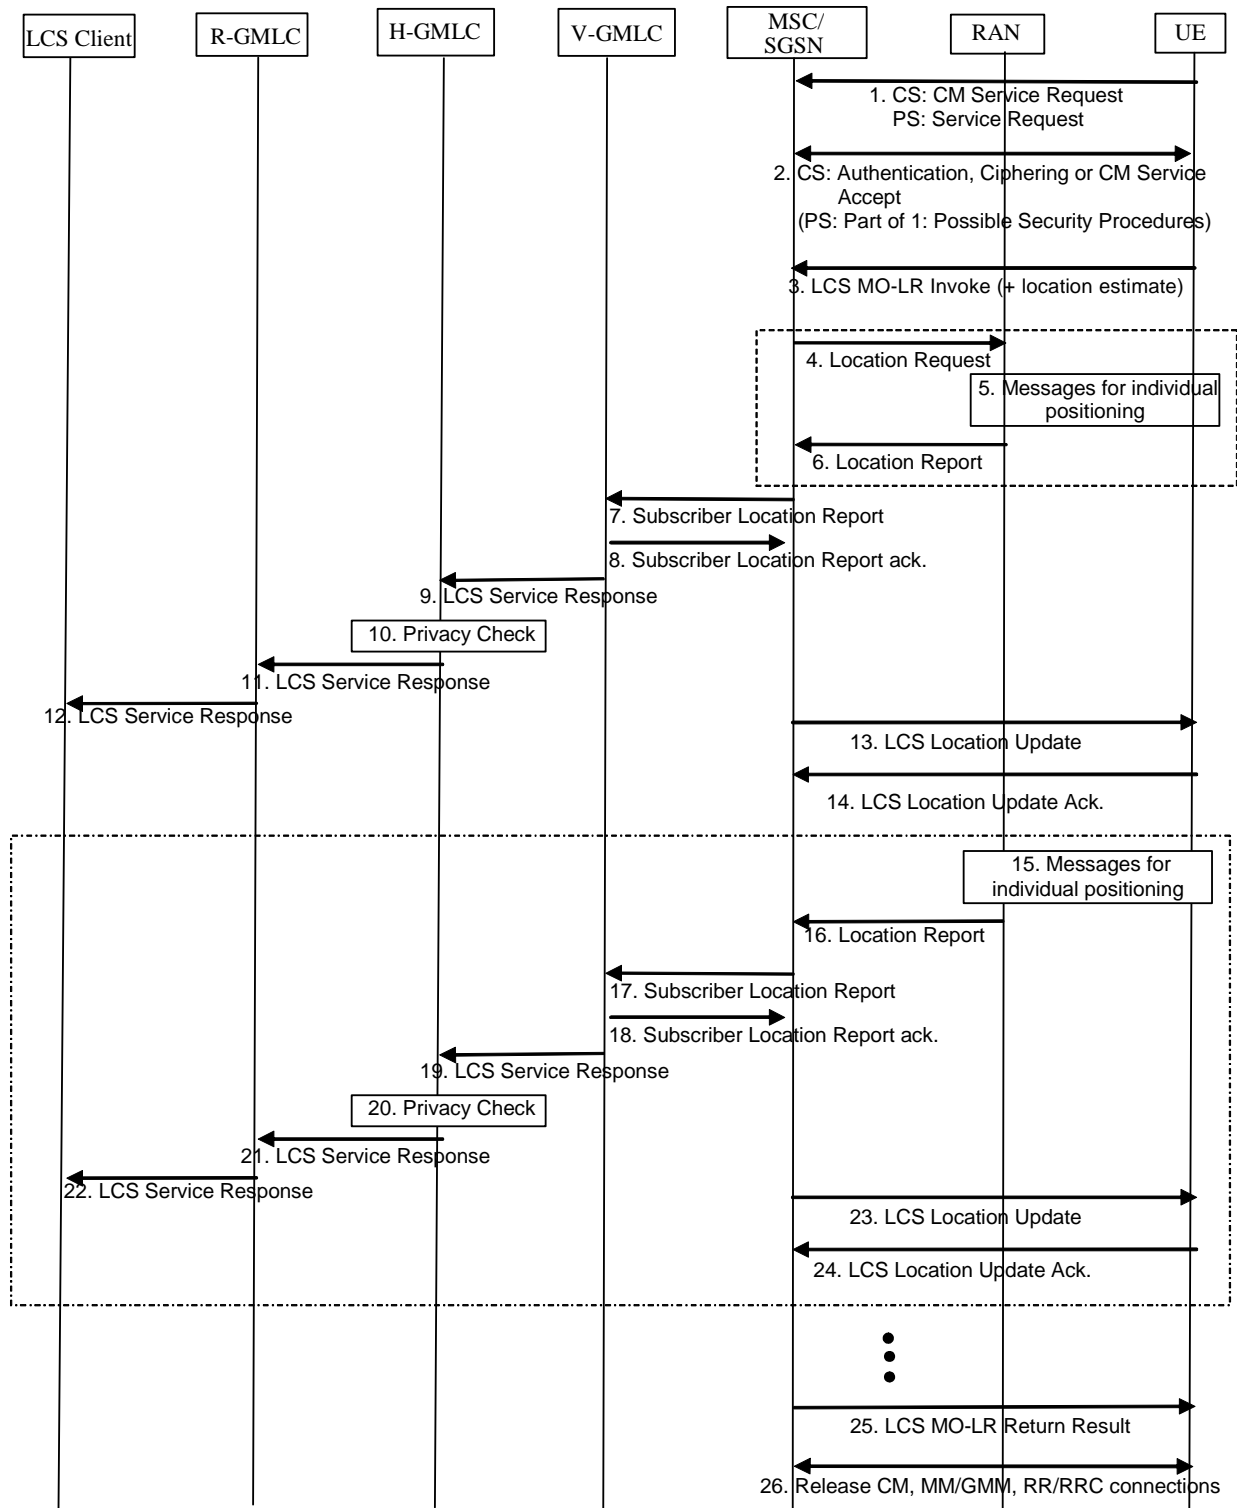 LCS Client
R-GMLC
H-GMLC
V-GMLC
MSC/
SGSN
RAN
UE
1. CS: CM Service Request
PS: Service Request
2. CS: Authentication, Ciphering or CM Service
Accept
(PS: Part of 1: Possible Security Procedures)
3. LCS MO-LR Invoke (+ location estimate)
4. Location Request
5. Messages for individual
positioning
6. Location Report
7. Subscriber Location Report
8. Subscriber Location Report ack.
9. LCS Service Response
10. Privacy Check
11. LCS Service Response
12. LCS Service Response
13. LCS Location Update
14. LCS Location Update Ack.
15. Messages for
individual positioning
16. Location Report
17. Subscriber Location Report
18. Subscriber Location Report ack.
19. LCS Service Response
20. Privacy Check
21. LCS Service Response
22. LCS Service Response
23. LCS Location Update
24. LCS Location Update Ack.
25. LCS MO-LR Return Result
26. Release CM, MM/GMM, RR/RRC connections